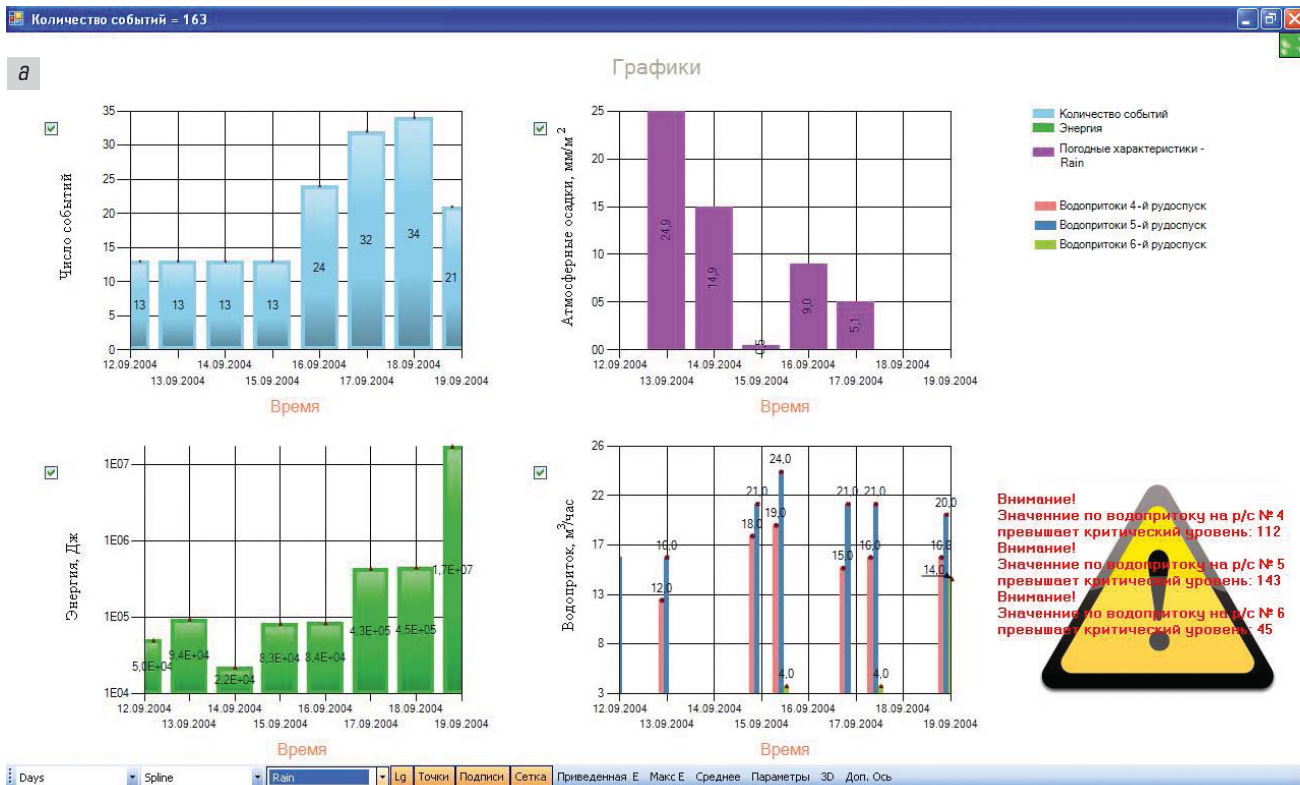 Количество событий = 163
а
Графики
Число событий
35
30
25
20
15
10
5
0
13
13
13
13
24
32
34
21
12.09.2004
14.09.2004
16.09.2004
18.09.2004
13.09.2004
15.09.2004
17.09.2004
19.09.2004
Время
Атмосферные осадки, мм/м 2
25
20
15
10
05
00
24,9
14,9
0,5
9,0
5,1
12.09.2004
14.09.2004
16.09.2004
18.09.2004
13.09.2004
15.09.2004
17.09.2004
19.09.2004
Время
Количество событий
Энергия
Погодные характеристики -
Rain
Водопритоки 4-й рудоспуск
Водопритоки 5-й рудоспуск
Водопритоки 6-й рудоспуск
Энергия, Дж
1E+07
1E+06
1E+05
1E+04
5,0E+04
9,4E+04
2,2E+04
8,3E+04
8,4E+04
4,3E+05
4,5E+05
1,7E+07
12.09.2004
14.09.2004
16.09.2004
18.09.2004
13.09.2004
15.09.2004
17.09.2004
19.09.2004
Время
Водоприток, м3/час
26
22
17
13
8
3
12,0
16,0
18,0
21,0
19,0
24,0
4,0
15,0
21,0
16,0
21,0
4,0
16,0
20,0
14,0
12.09.2004
14.09.2004
16.09.2004
18.09.2004
13.09.2004
15.09.2004
17.09.2004
19.09.2004
Время
Внимание!
Значенние по водопритоку на р/с № 4
превышает критический уровень: 112
Внимание!
Значенние по водопритоку на р/с № 5
превышает критический уровень: 143
Внимание!
Значенние по водопритоку на р/с № 6
превышает критический уровень: 45
Days Spline Rain Lg Точки Подписи Сетка Приведенная E Макс E Среднее Параметры 3D Доп. Ось